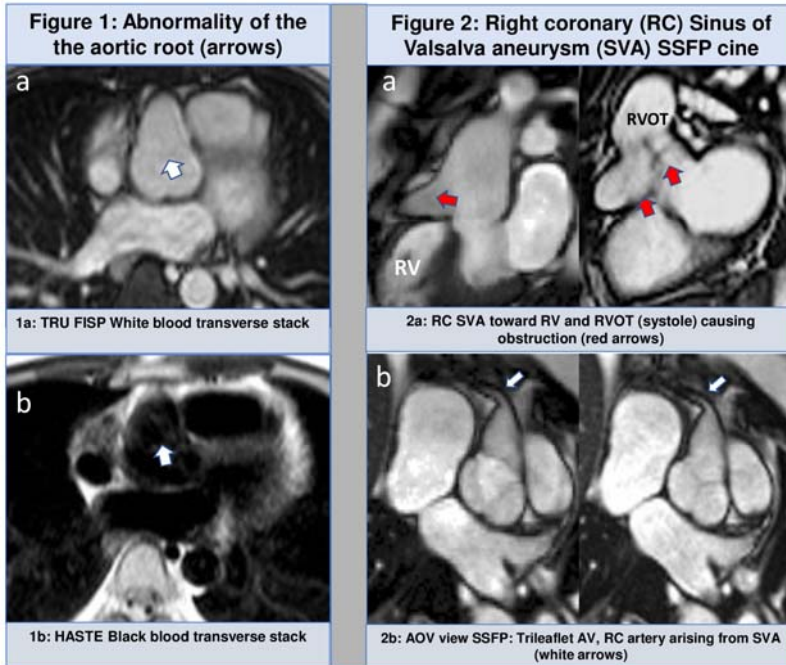 Figure 1: Abnormality of the
the aortic root (arrows)
a
1a: TRU FISP White blood transverse stack
b
1b: HASTE Black blood transverse stack
Figure 2: Right coronary (RC) Sinus of
Valsalva aneurysm (SVA) SSFP cine
a
RV
RVOT
2a: RC SVA toward RV and RVOT (systole) causing
obstruction (red arrows)
b
2b: AOV view SSFP: Trileaflet AV, RC artery arising from SVA
(white arrows)